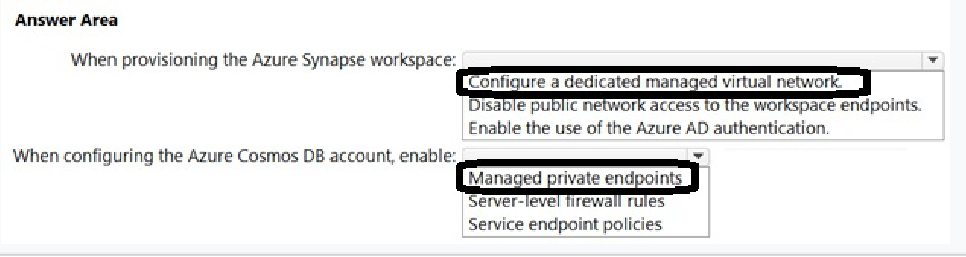 Answer Area
When provisioning the Azure Synapse workspace:
Configure a dedicated managed virtual network.
Disable public network access to the workspace endpoints.
Enable the use of the Azure AD authentication.
When configuring the Azure Cosmos DB account, enable:
Managed private endpoints
Server-level firewall rules
Service endpoint policies